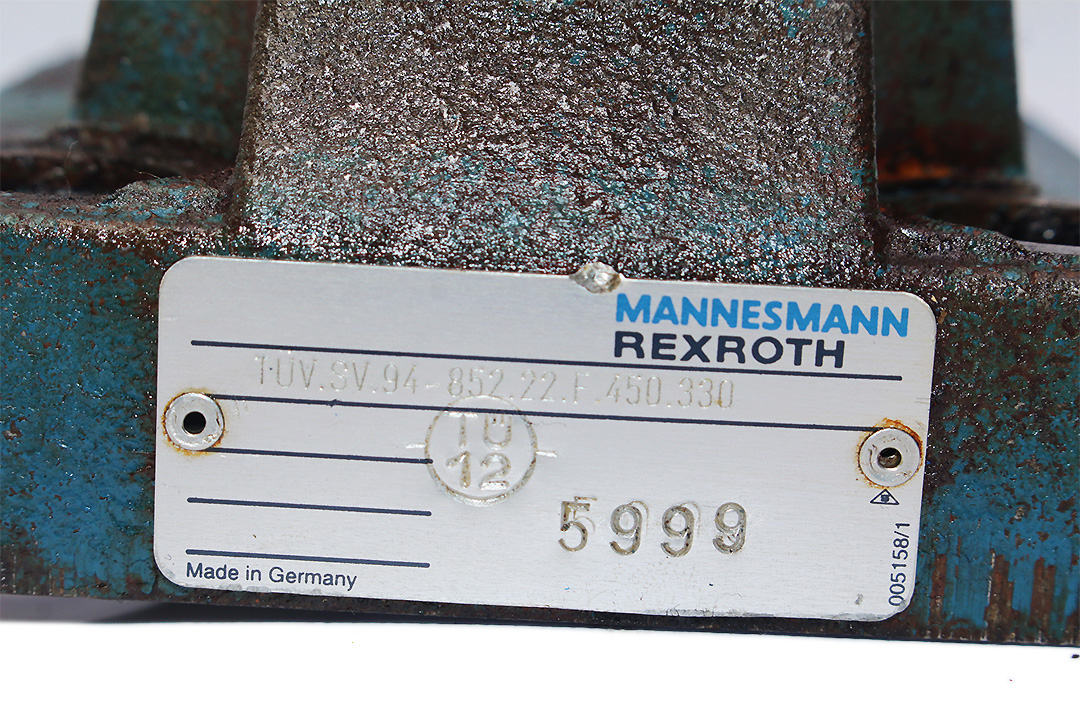 MANNESMANN
REXROTH
TÜV.SV.94-852.22.F.450.330
TÜ
12
5999
Made in Germany
005158/1